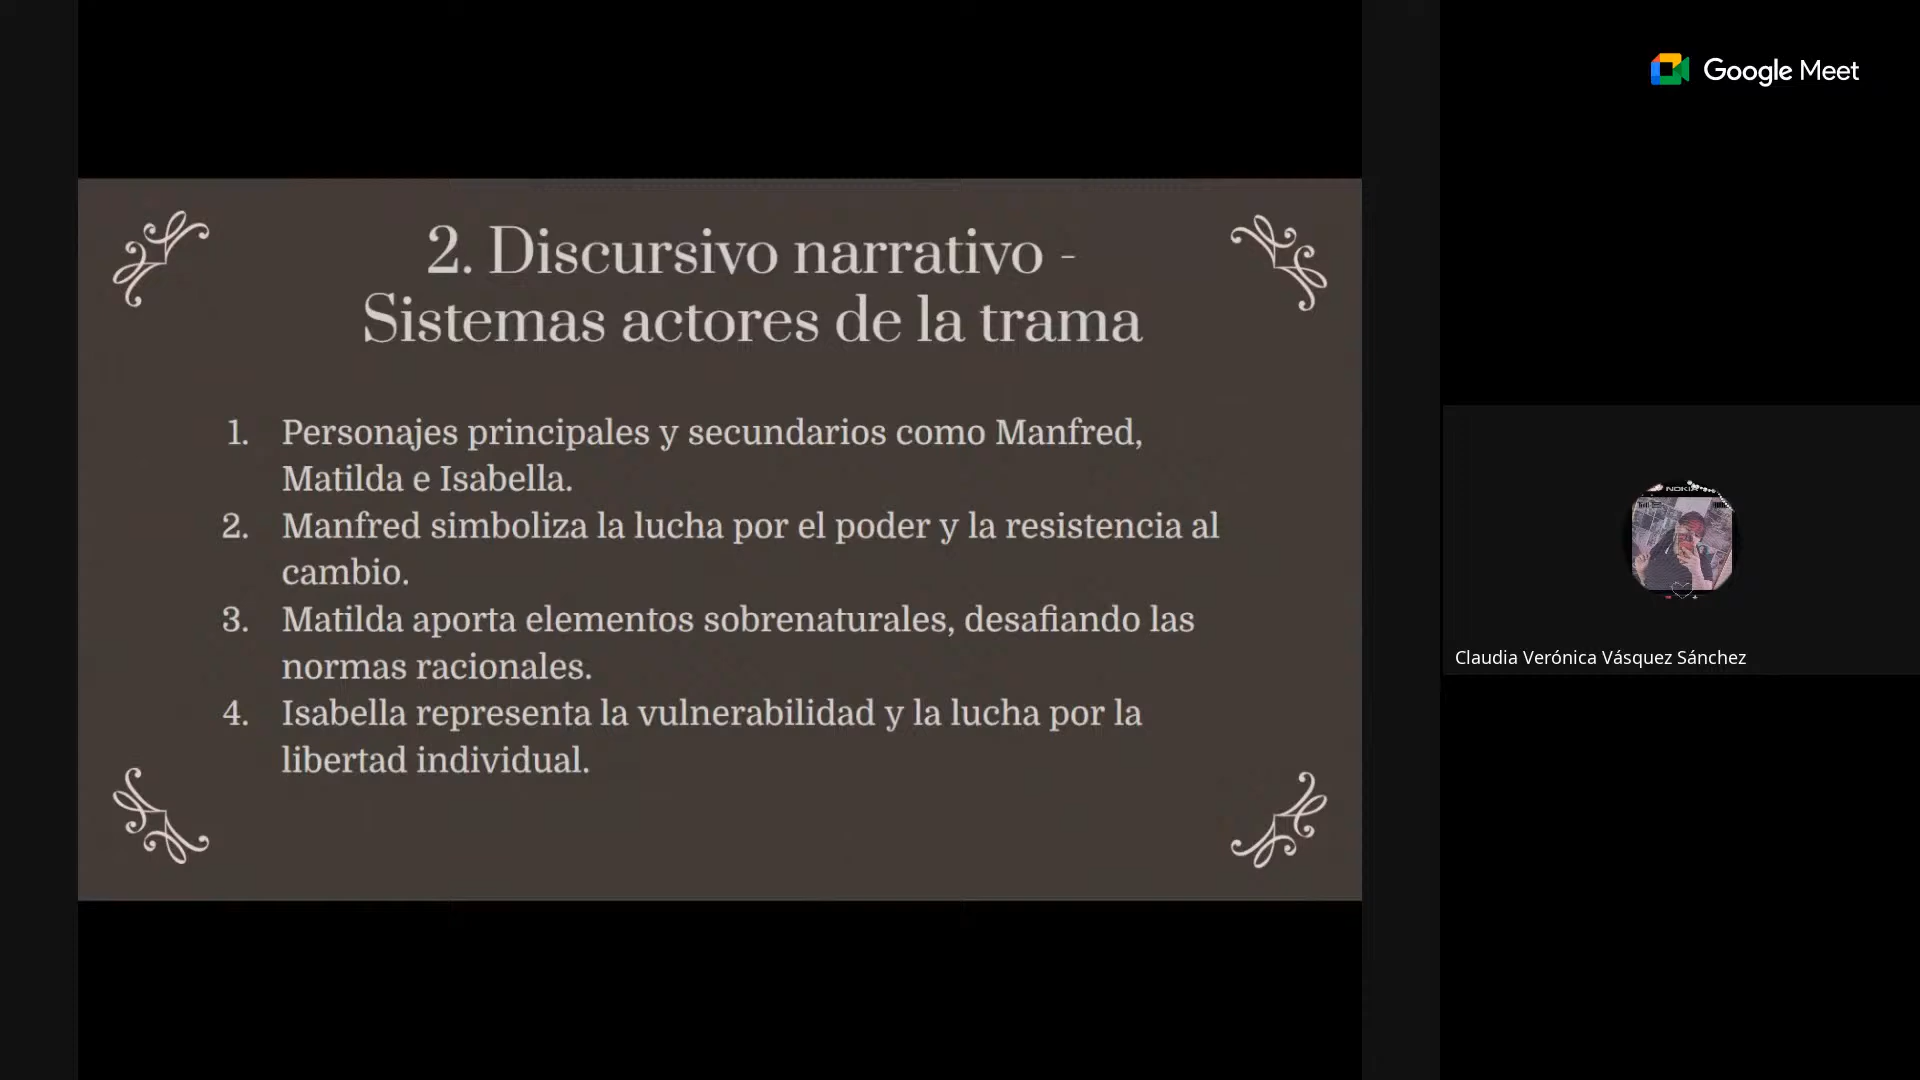 Google Meet
2. Discursivo narrativo -
Sistemas actores de la trama
1. Personajes principales y secundarios como Manfred,
Matilda e Isabella.
2. Manfred simboliza la lucha por el poder y la resistencia al
cambio.
3. Matilda aporta elementos sobrenaturales, desafiando las
normas racionales.
4. Isabella representa la vulnerabilidad y la lucha por la
libertad individual.
NOKIA
Claudia Verónica Vásquez Sánchez